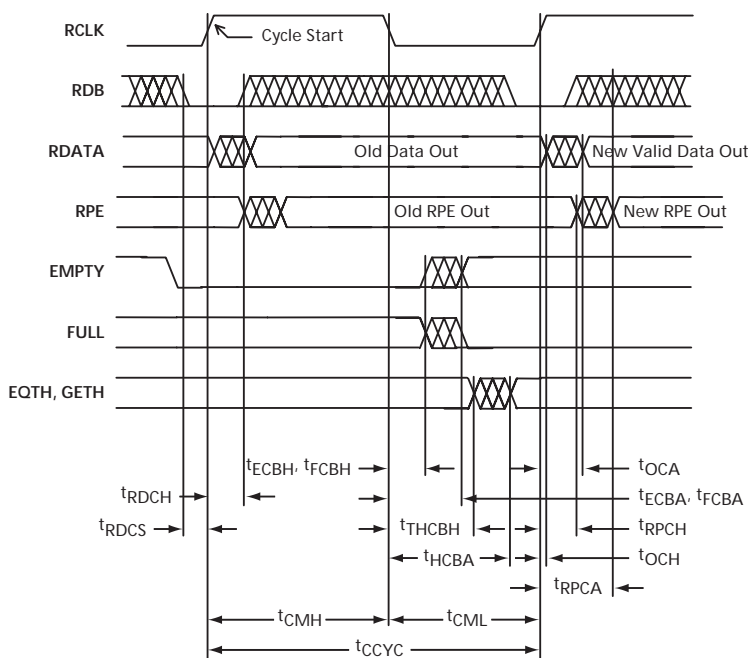 RCLK
Cycle Start
RDB
RDATA
Old Data Out
New Valid Data Out
RPE
Old RPE Out
New RPE Out
EMPTY
FULL
EQTH, GETH
tECBH, tFCBH
tOCA
tRDCH
tECBA, tFCBA
tRDCS
tTHCBH
tRPCH
tHCBA
tOCH
tRPCA
tCMH
tCML
tCCYC